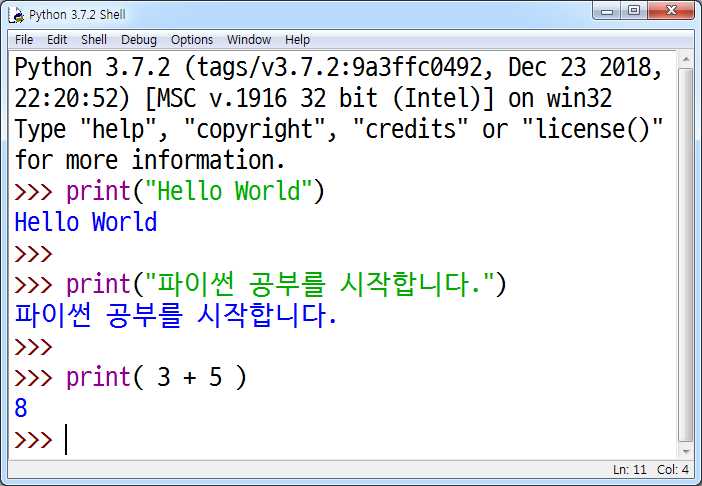 Python 3.7.2 Shell
File Edit Shell Debug Options Window Help
Python 3.7.2 (tags/v3.7.2:9a3ffc0492, Dec 23 2018,
22:20:52) [MSC v.1916 32 bit (Intel)] on win32
Type "help", "copyright", "credits" or "license()"
for more information.
>>> print("Hello World")
Hello World
>>>
>>> print("파이썬 공부를 시작합니다.")
파이썬 공부를 시작합니다.
>>>
>>> print( 3 + 5 )
8
>>>
Ln: 11 Col: 4